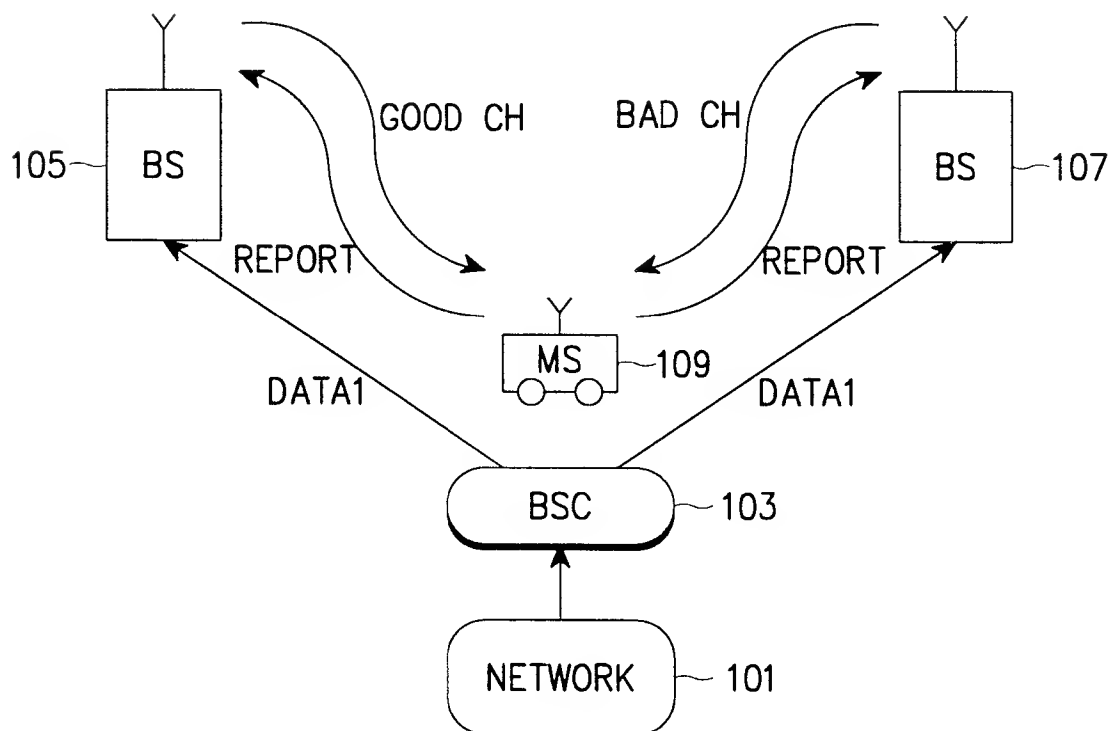 GOOD CH
BAD CH
105
BS
BS
107
REPORT
REPORT
MS
109
DATA1
DATA1
BSC
103
NETWORK
101